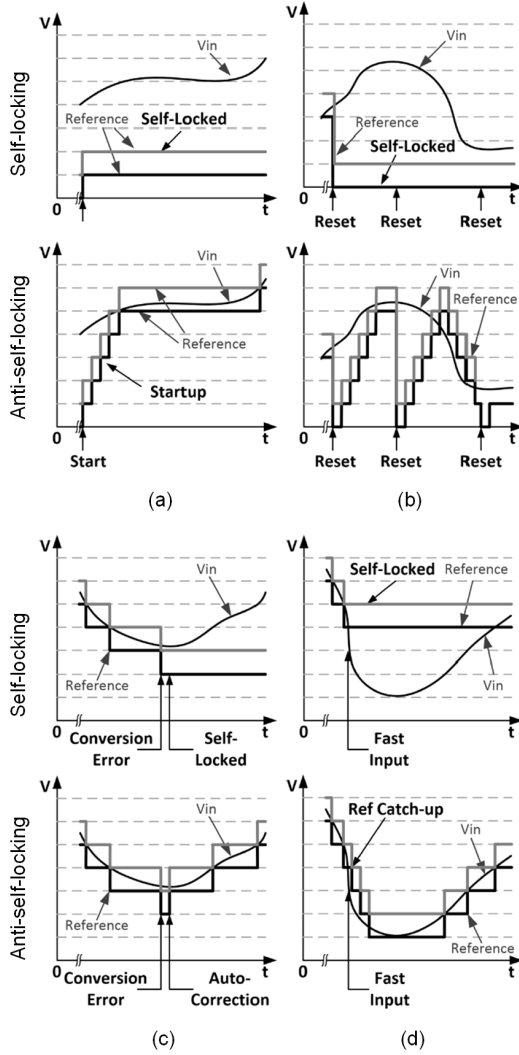 V
Vin
Reference
Self-Locked
0
t
Self-locking
V
Vin
Reference
Self-Locked
0
t
Reset
Reset
Reset
V
Vin
Reference
Startup
0
t
Start
Anti-self-locking
V
Vin
Reference
0
t
Reset
Reset
Reset
(a)
(b)
V
Vin
Reference
0
t
Conversion
Error
Self-
Locked
Self-locking
V
Self-Locked
Reference
Vin
0
t
Fast
Input
V
Vin
Reference
0
t
Conversion
Error
Auto-
Correction
Anti-self-locking
V
Ref Catch-up
Vin
Reference
0
t
Fast
Input
(c)
(d)